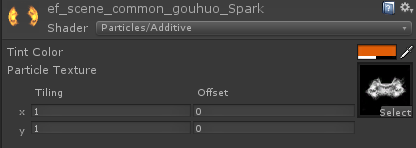 ef_scene_common_gouhuo_Spark
Shader Particles/Additive
Tint Color
Particle Texture
Tiling Offset
x 1 0
y 1 0
Select